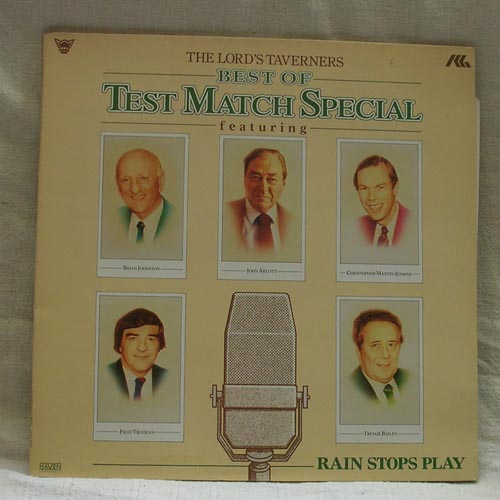 THE LORD'S TAVERNERS
BEST OF
TEST MATCH SPECIAL
featuring
BRIAN JOHNSTON
JOHN ARLOTT
CHRISTOPHER MARTIN-JENKINS
FRED TRUEMAN
TREVOR BAILEY
HAVEN
RAIN STOPS PLAY